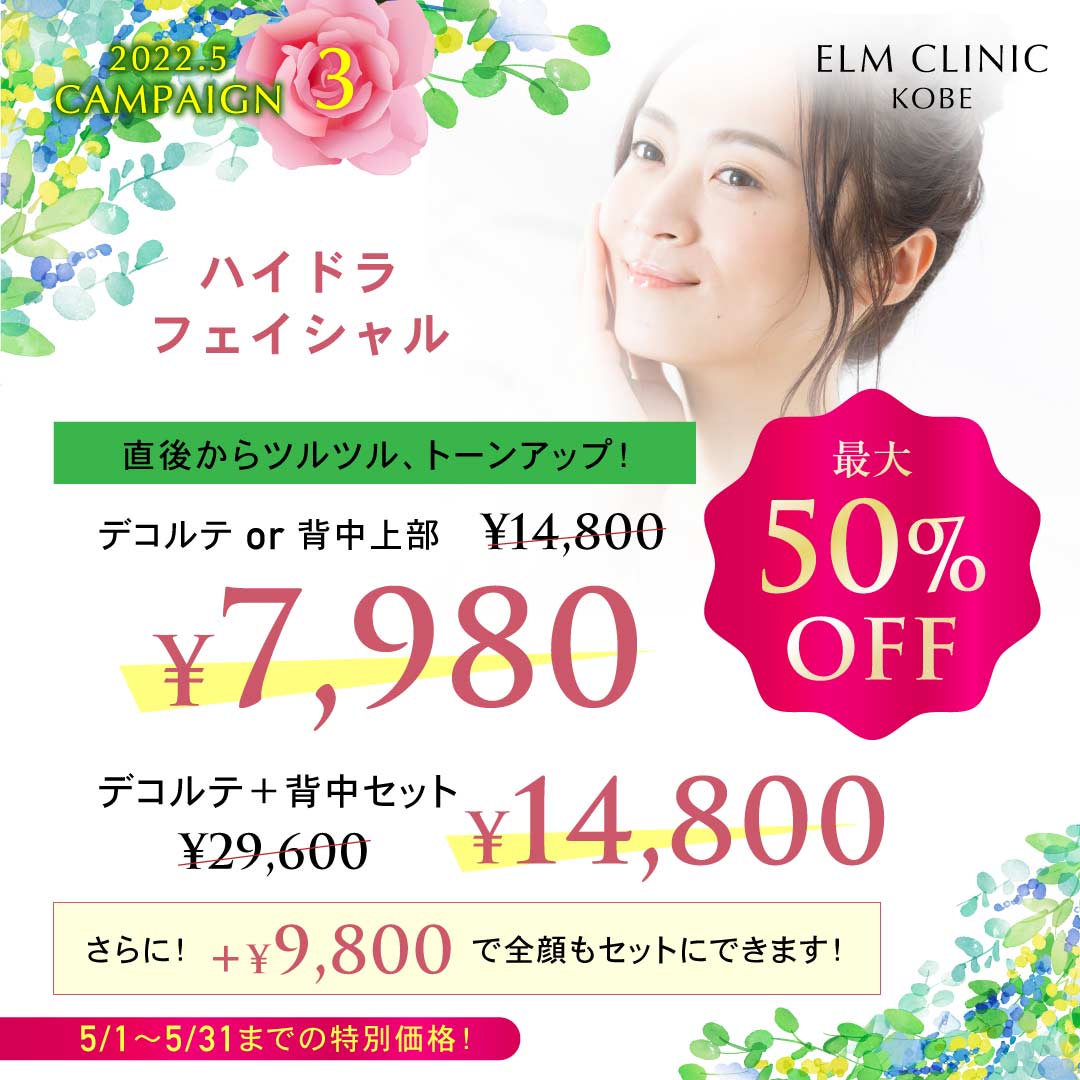 2022.5
CAMPAIGN 3
ELM CLINIC
KOBE
ハイドラ
フェイシャル
直後からツルツル、トーンアップ！
デコルテ or 背中上部 ¥14,800
¥7,980
最大
50%
OFF
デコルテ＋背中セット
¥29,600
¥14,800
さらに！ +¥9,800 で全顔もセットにできます！
5/1～5/31までの特別価格！